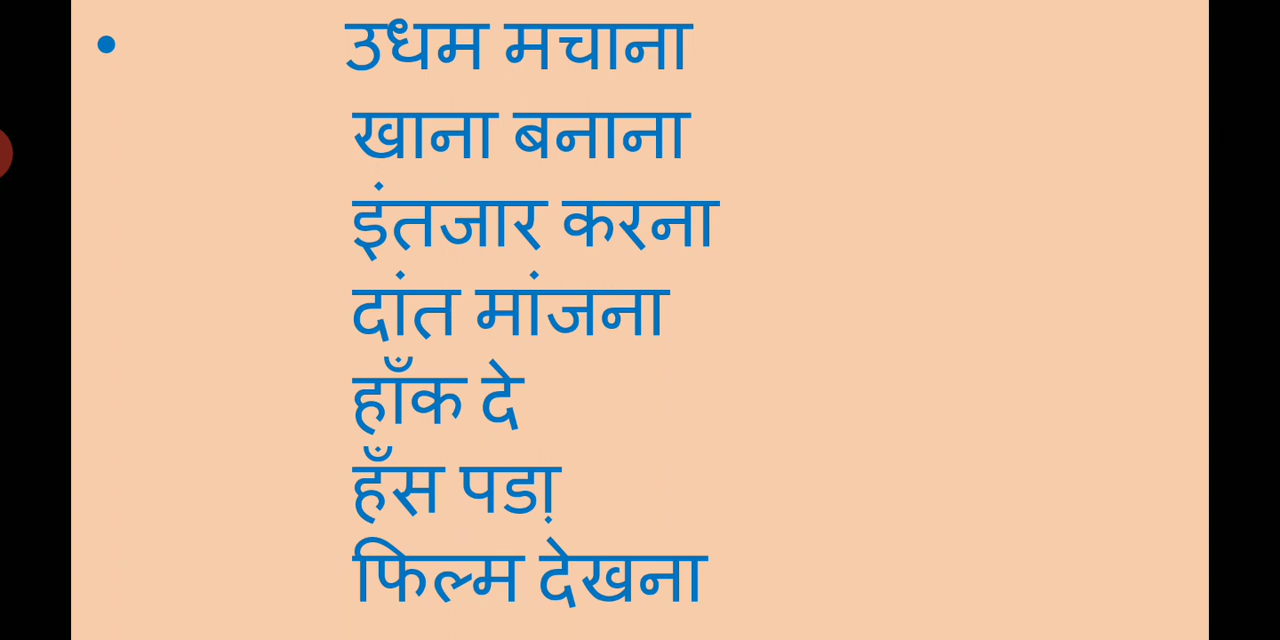 • उधम मचाना
खाना बनाना
इंतजार करना
दांत मांजना
हाँक दे
हँस पडा़
फिल्म देखना